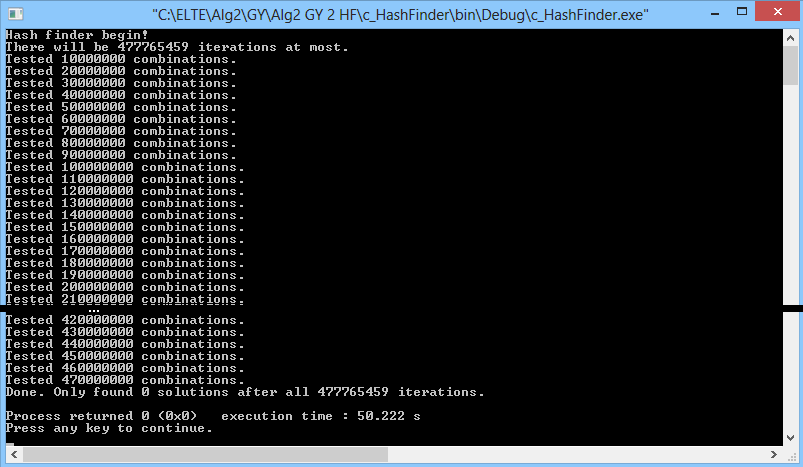 "C:\ELTE\Alg2\GY\Alg2 GY 2 HF\c_HashFinder\bin\Debug\c_HashFinder.exe"
Hash finder begin!
There will be 477765459 iterations at most.
Tested 10000000 combinations.
Tested 20000000 combinations.
Tested 30000000 combinations.
Tested 40000000 combinations.
Tested 50000000 combinations.
Tested 60000000 combinations.
Tested 70000000 combinations.
Tested 80000000 combinations.
Tested 90000000 combinations.
Tested 100000000 combinations.
Tested 110000000 combinations.
Tested 120000000 combinations.
Tested 130000000 combinations.
Tested 140000000 combinations.
Tested 150000000 combinations.
Tested 160000000 combinations.
Tested 170000000 combinations.
Tested 180000000 combinations.
Tested 190000000 combinations.
Tested 200000000 combinations.
Tested 210000000 combinations.
...
Tested 420000000 combinations.
Tested 430000000 combinations.
Tested 440000000 combinations.
Tested 450000000 combinations.
Tested 460000000 combinations.
Tested 470000000 combinations.
Done. Only found 0 solutions after all 477765459 iterations.
Process returned 0 (0x0)   execution time : 50.222 s
Press any key to continue.